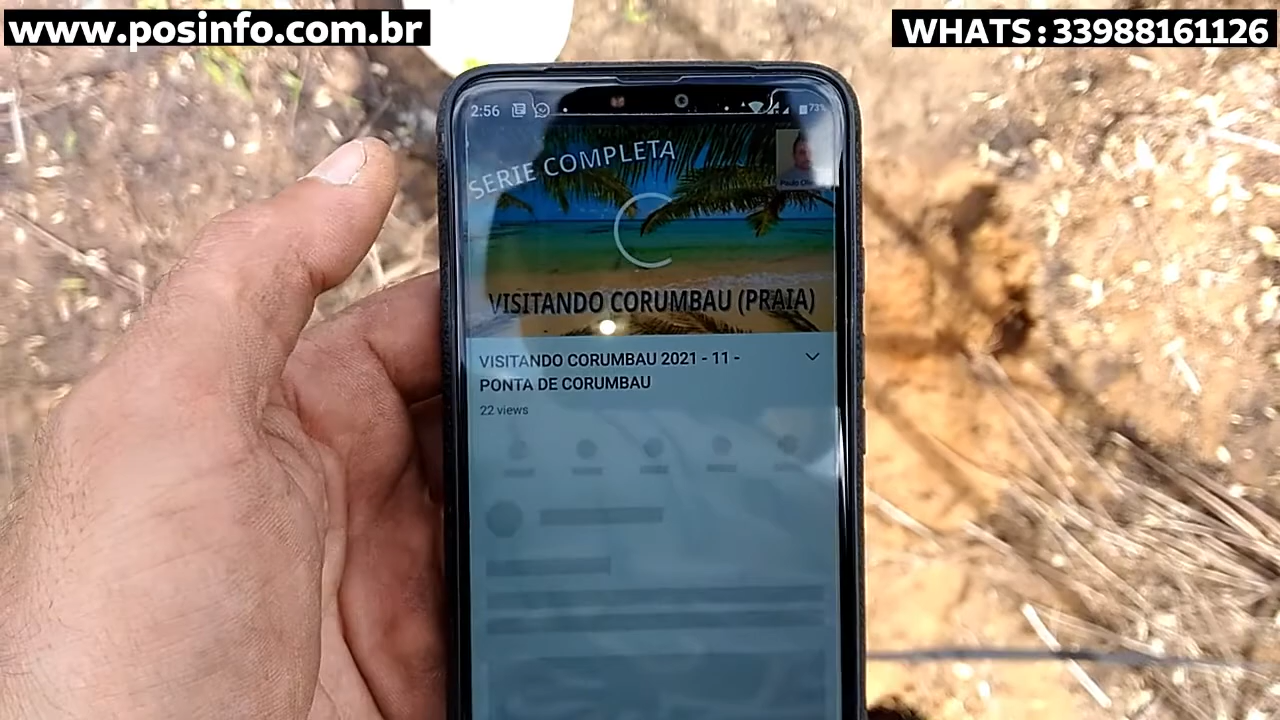 www.posinfo.com.br
WHATS:33988161126
2:56
73%
SERIE COMPLETA
VISITANDO CORUMBAU (PRAIA)
VISITANDO CORUMBAU 2021 - 11 -
PONTA DE CORUMBAU
22 views